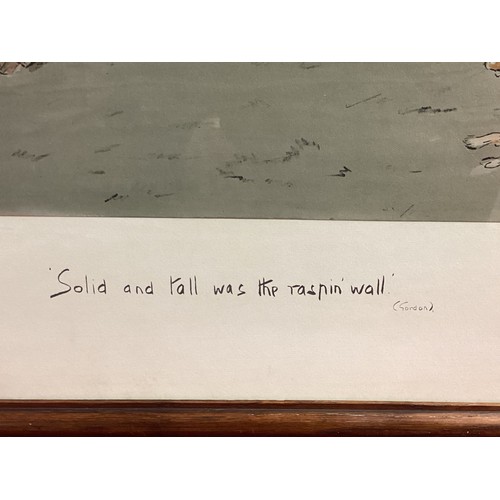 'Solid and tall was the raspin' wall.'
(Gordon)